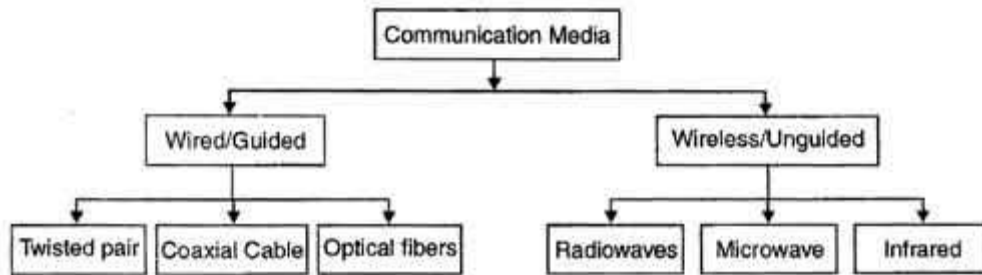 Communication Media
Wired/Guided
Wireless/Unguided
Twisted pair
Coaxial Cable
Optical fibers
Radiowaves
Microwave
Infrared